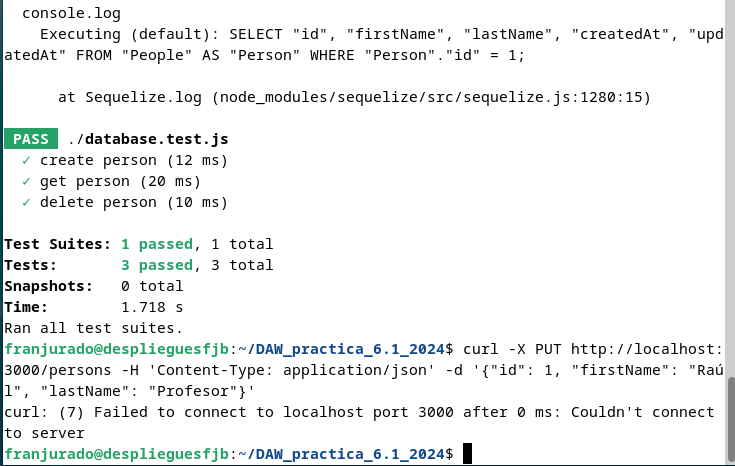 console.log
Executing (default): SELECT "id", "firstName", "lastName", "createdAt", "upd
atedAt" FROM "People" AS "Person" WHERE "Person"."id" = 1;
at Sequelize.log (node_modules/sequelize/src/sequelize.js:1280:15)
PASS ./database.test.js
✓ create person (12 ms)
✓ get person (20 ms)
✓ delete person (10 ms)
Test Suites: 1 passed, 1 total
Tests: 3 passed, 3 total
Snapshots: 0 total
Time: 1.718 s
Ran all test suites.
franjurado@desplieguesfjb:~/DAW_practica_6.1_2024$ curl -X PUT http://localhost:
3000/persons -H 'Content-Type: application/json' -d '{"id": 1, "firstName": "Raú
l", "lastName": "Profesor"}'
curl: (7) Failed to connect to localhost port 3000 after 0 ms: Couldn't connect
to server
franjurado@desplieguesfjb:~/DAW_practica_6.1_2024$